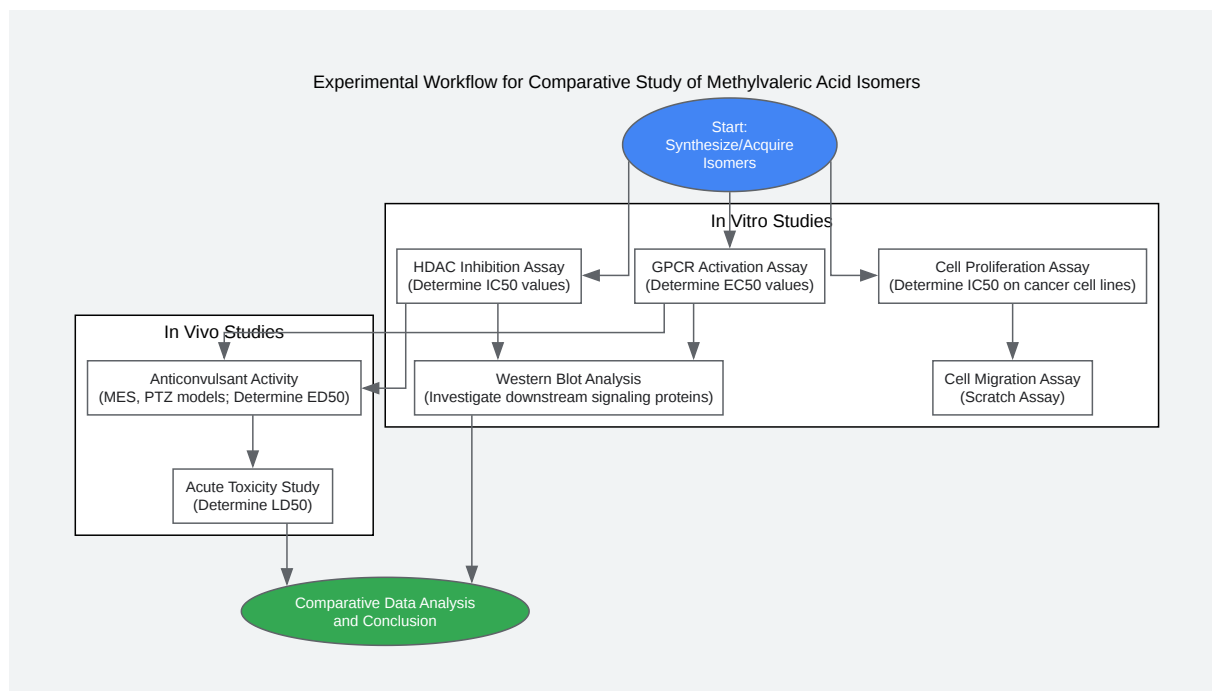 Experimental Workflow for Comparative Study of Methylvaleric Acid Isomers
Start:
Synthesize/Acquire
Isomers
In Vitro Studies
HDAC Inhibition Assay
(Determine IC50 values)
GPCR Activation Assay
(Determine EC50 values)
Cell Proliferation Assay
(Determine IC50 on cancer cell lines)
In Vivo Studies
Anticonvulsant Activity
(MES, PTZ models; Determine ED50)
Western Blot Analysis
(Investigate downstream signaling proteins)
Cell Migration Assay
(Scratch Assay)
Acute Toxicity Study
(Determine LD50)
Comparative Data Analysis
and Conclusion